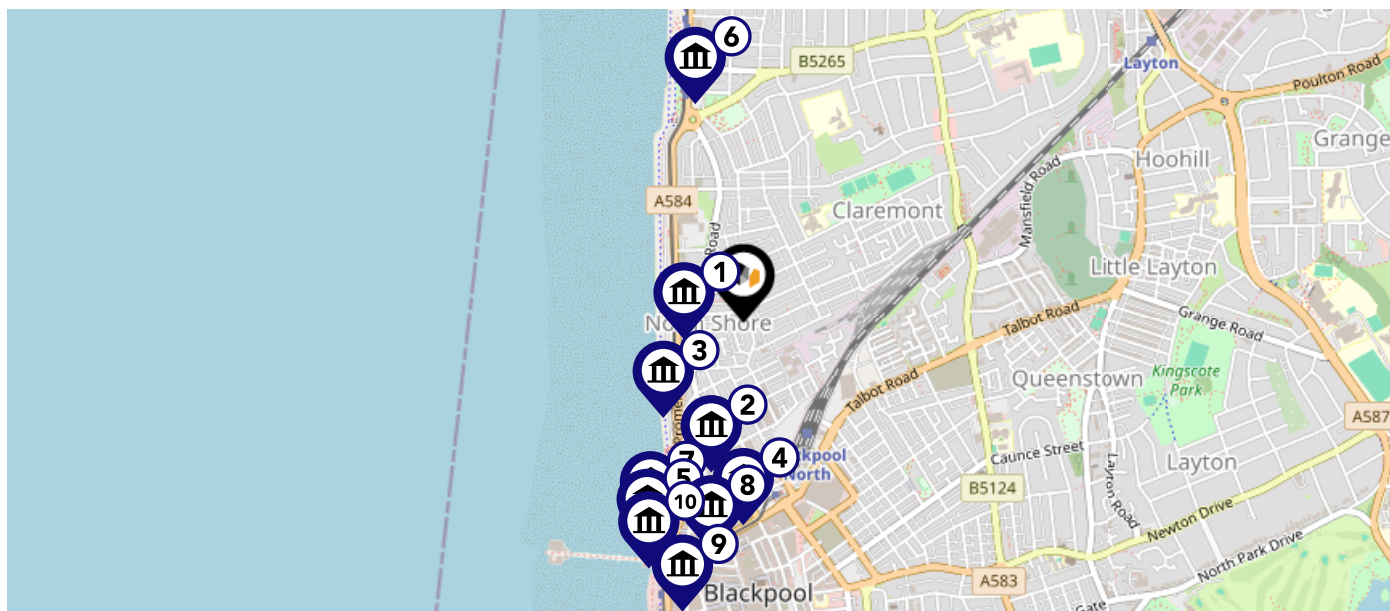 6
B5265
Layton
Poulton Road
Grange
Hoohill
Mansfield Road
A584
Claremont
Road
1
Little Layton
North Shore
Talbot Road
Grange Road
3
Queenstown
Kingscote
Park
Talbot Road
2
A587
Caunce Street
7
4
North
Layton
5
8
B5124
Layton Road
10
Newton Drive
9
North Park Drive
A583
Blackpool
Gate